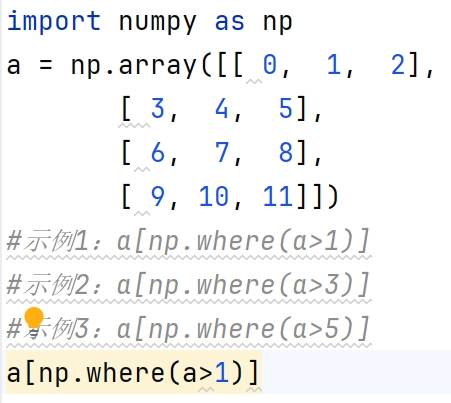 import numpy as np
a = np.array([[ 0,  1,  2],
       [ 3,  4,  5],
       [ 6,  7,  8],
       [ 9, 10, 11]])
#示例1：a[np.where(a>1)]
#示例2：a[np.where(a>3)]
#示例3：a[np.where(a>5)]
a[np.where(a>1)]